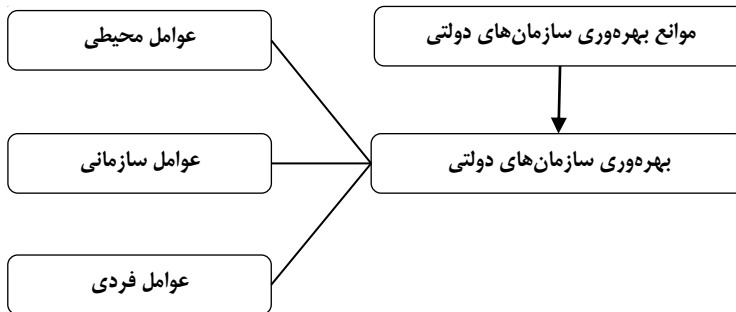 موانع بهره‌وری سازمان‌های دولتی
عوامل محیطی
بهره‌وری سازمان‌های دولتی
عوامل سازمانی
عوامل فردی